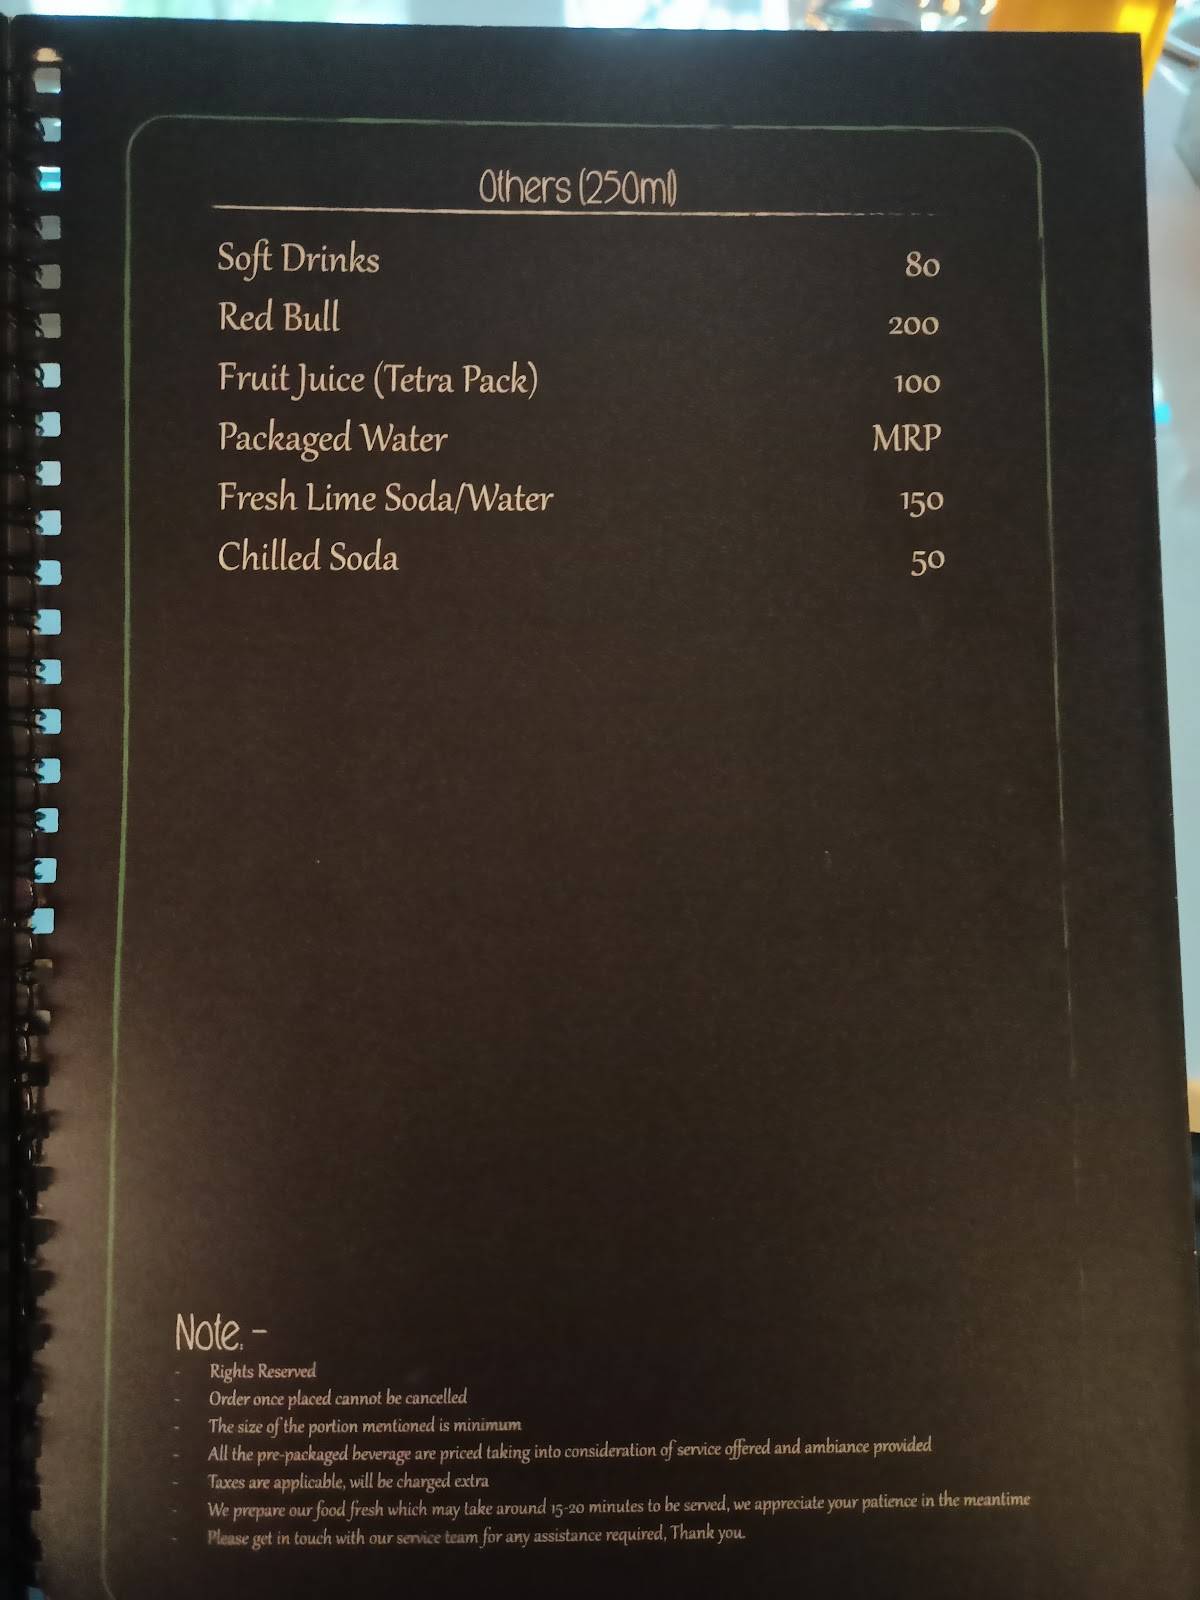 Others (250ml)
Soft Drinks 80
Red Bull 200
Fruit Juice (Tetra Pack) 100
Packaged Water MRP
Fresh Lime Soda/Water 150
Chilled Soda 50
Note: -
- Rights Reserved
- Order once placed cannot be cancelled
- The size of the portion mentioned is minimum
- All the pre-packaged beverage are priced taking into consideration of service offered and ambiance provided
- Taxes are applicable, will be charged extra
- We prepare our food fresh which may take around 15-20 minutes to be served, we appreciate your patience in the meantime
- Please get in touch with our service team for any assistance required, Thank you.